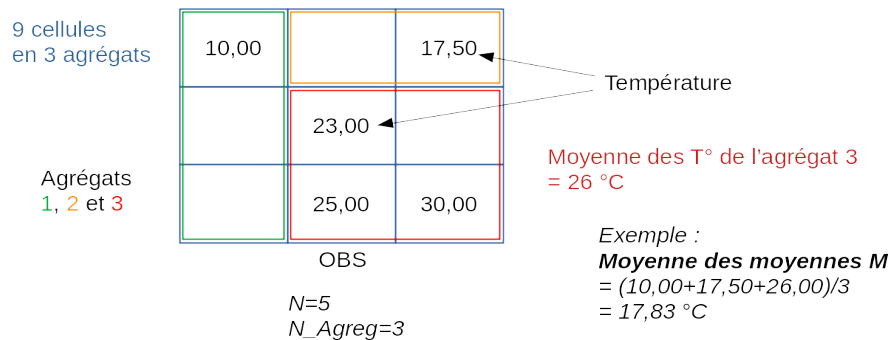 9 cellules
en 3 agrégats
10,00
17,50
Température
23,00
Moyenne des T° de l’agrégat 3
= 26 °C
Agrégats
1, 2 et 3
25,00
30,00
Exemple :
Moyenne des moyennes M
= (10,00+17,50+26,00)/3
= 17,83 °C
OBS
N=5
N_Agreg=3